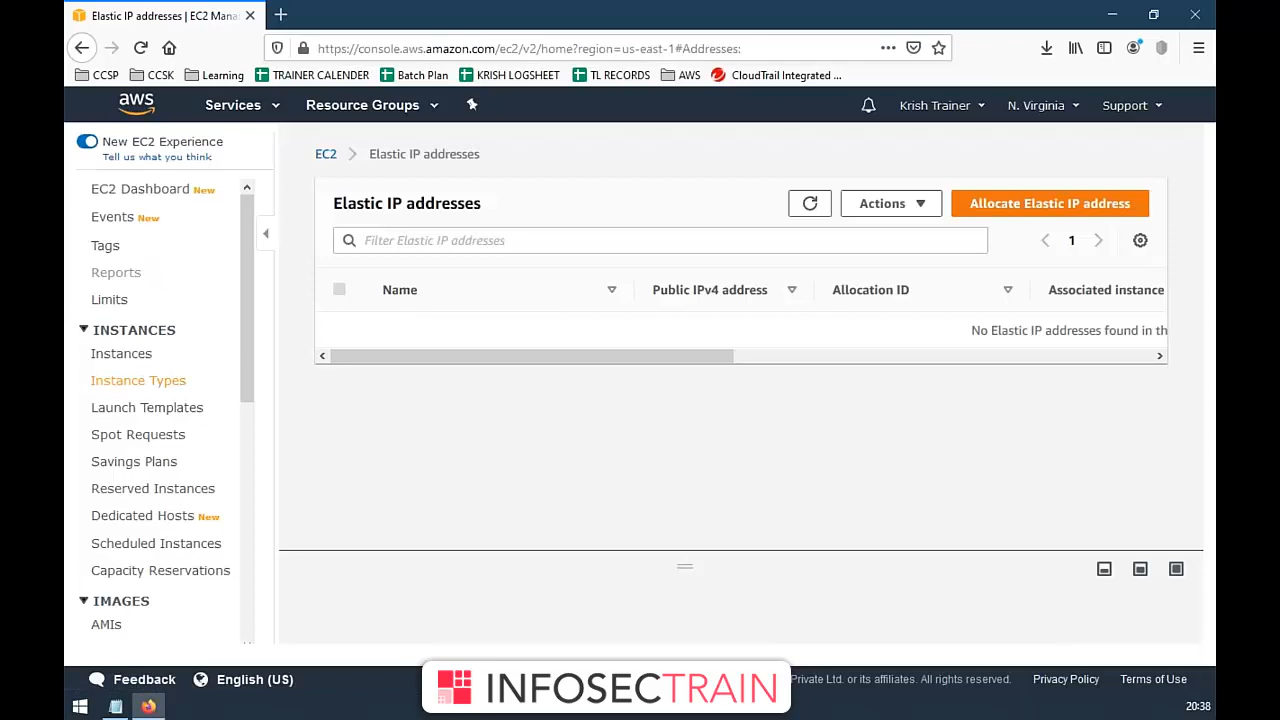 Elastic IP addresses | EC2 Mana
https://console.aws.amazon.com/ec2/v2/home?region=us-east-1#Addresses:
CCSP CCSK Learning TRAINER CALENDER Batch Plan KRISH LOGSHEET TL RECORDS AWS CloudTrail Integrated ...
aws Services Resource Groups Krish Trainer N. Virginia Support
New EC2 Experience
Tell us what you think
EC2 Dashboard New
Events New
Tags
Reports
Limits
INSTANCES
Instances
Instance Types
Launch Templates
Spot Requests
Savings Plans
Reserved Instances
Dedicated Hosts New
Scheduled Instances
Capacity Reservations
IMAGES
AMIs
EC2 Elastic IP addresses
Elastic IP addresses Actions Allocate Elastic IP address
Filter Elastic IP addresses 1
Name Public IPv4 address Allocation ID Associated instance
No Elastic IP addresses found in th
Feedback English (US) Private Ltd. or its affiliates. All rights reserved. Privacy Policy Terms of Use
INFOSECTRAIN
20:38